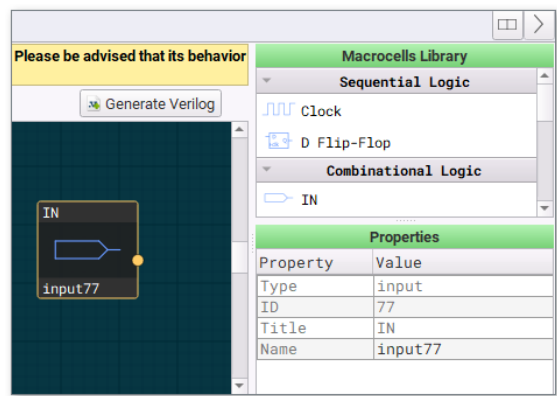 Please be advised that its behavior
Generate Verilog
IN
input77
Macrocells Library
Sequential Logic
Clock
D Flip-Flop
Combinational Logic
IN
Properties
Property Value
Type input
ID 77
Title IN
Name input77